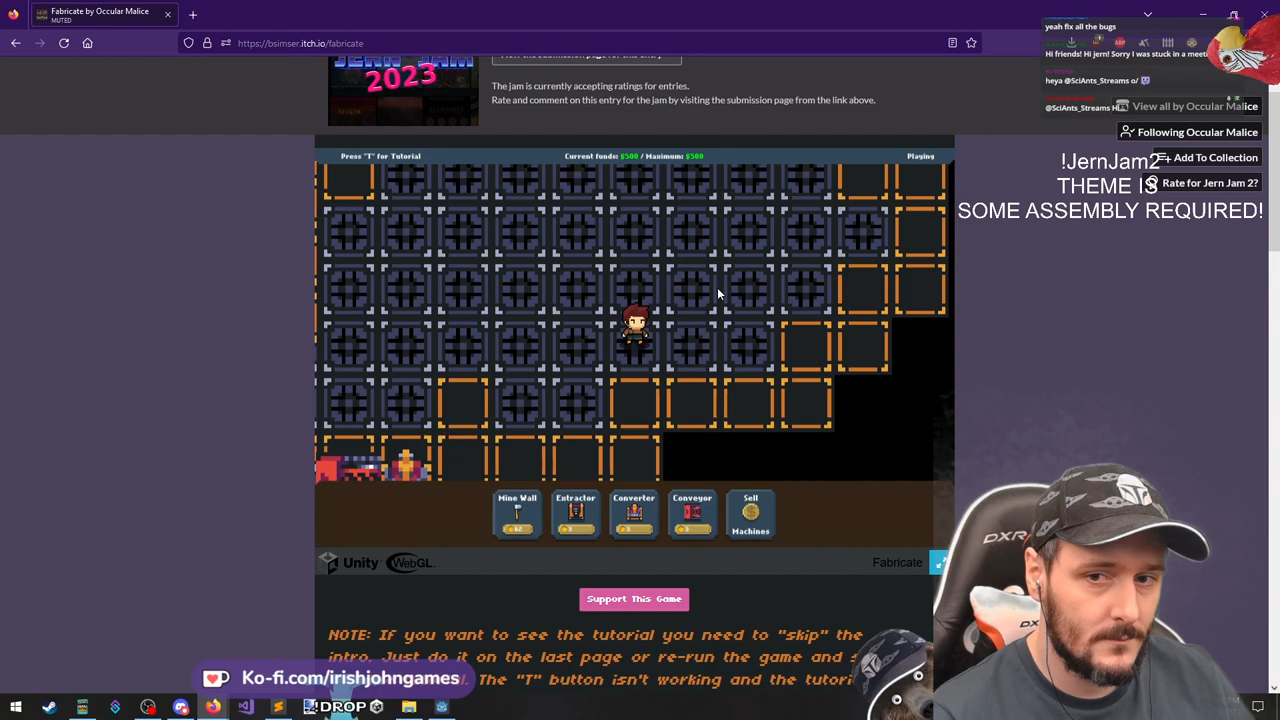 Fabricate by Occular Malice
MUTED
https://bsimser.itch.io/fabricate
yeah fix all the bugs
Hi friends! Hi jern! Sorry I was stuck in a meeti
heya @SciAnts_Streams o/
@SciAnts_Streams H
View all by Occular Malice
Following Occular Malice
Add To Collection
Rate for Jern Jam 2?
!JernJam2
THEME IS
SOME ASSEMBLY REQUIRED!
JERN JAM
2023
The jam is currently accepting ratings for entries.
Rate and comment on this entry for the jam by visiting the submission page from the link above.
Press "T" for Tutorial
Current funds: $500 / Maximum: $500
Playing
Mine Wall
Extractor
Converter
Conveyor
Sell
Machines
Unity
WebGL
Fabricate
Support This Game
NOTE: If you want to see the tutorial you need to "skip" the
intro. Just do it on the last page or re-run the game and s
The "T" button isn't working and the tutori
Ko-fi.com/irishjohngames
!DROP
DXR